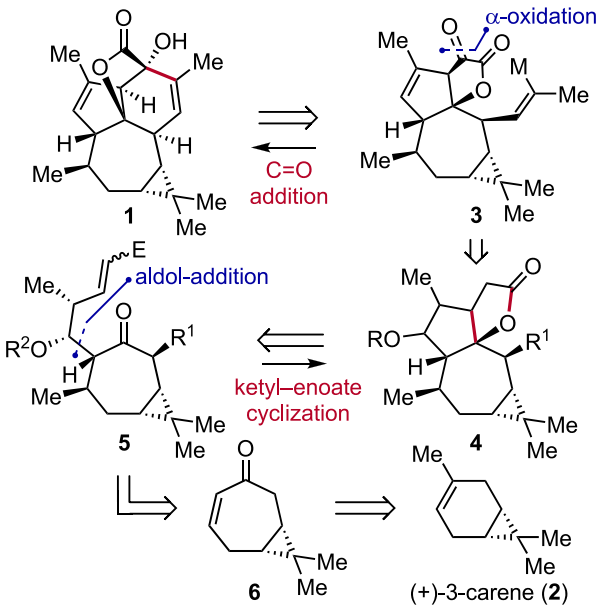 O
OH
Me
O
Me
H
H
H
Me
Me
Me
1
C=O
addition
α-oxidation
O
O
M
Me
Me
O
H
Me
Me
Me
3
E
aldol-addition
Me
O
R¹
R²O
H
Me
Me
Me
5
ketyl–enoate
cyclization
Me
O
O
RO
R¹
H
Me
Me
Me
4
O
Me
Me
6
Me
Me
Me
(+)-3-carene (2)